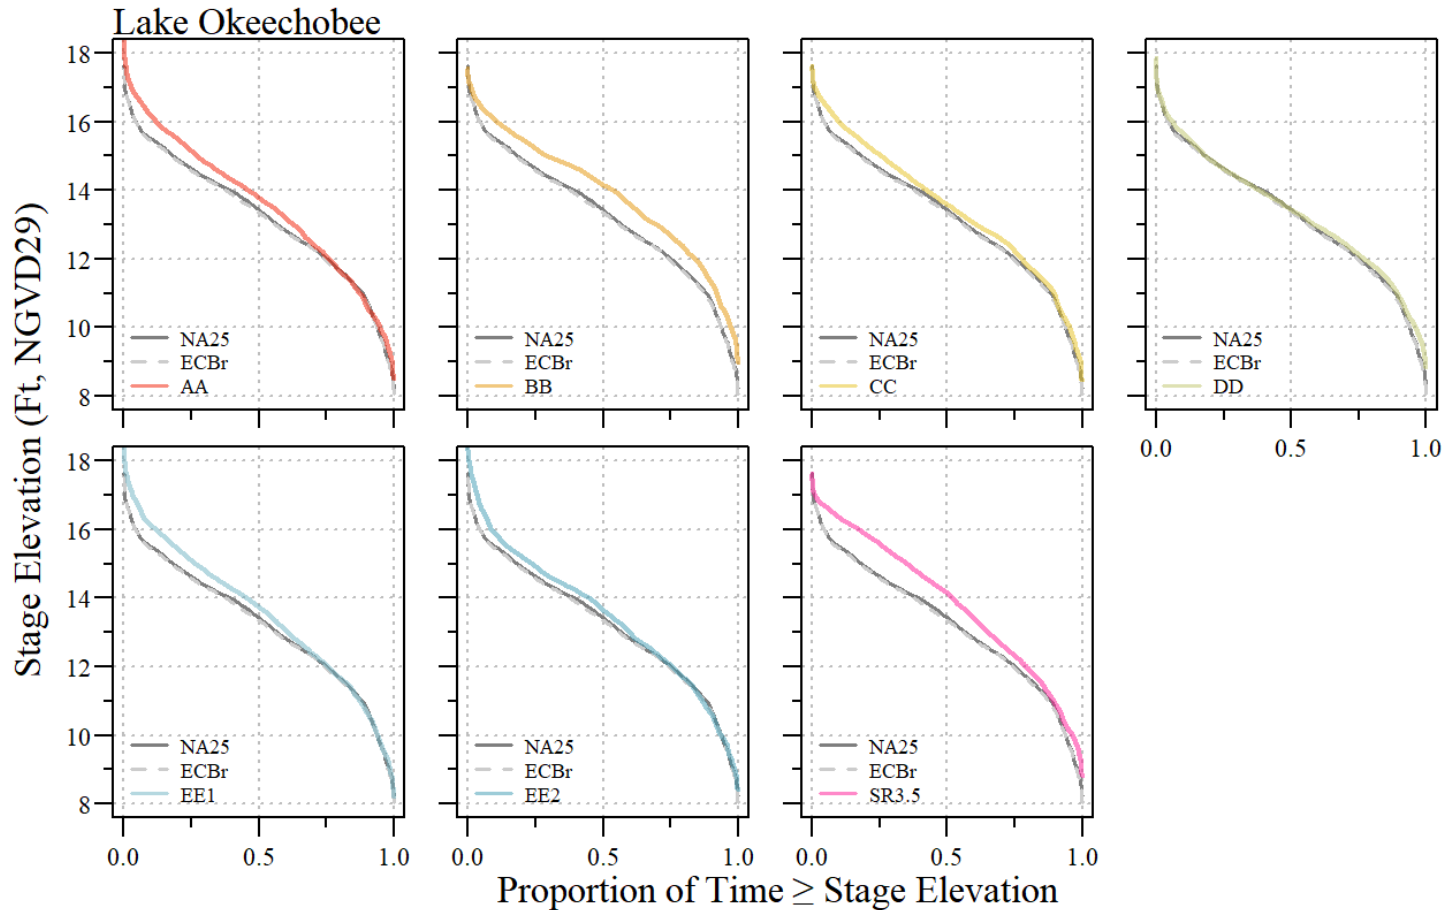 Lake Okeechobee
Stage Elevation (Ft, NGVD29)
18
16
14
12
10
8
NA25
ECBr
AA
NA25
ECBr
BB
NA25
ECBr
CC
NA25
ECBr
DD
0.0 0.5 1.0
18
16
14
12
10
8
NA25
ECBr
EE1
NA25
ECBr
EE2
NA25
ECBr
SR3.5
0.0 0.5 1.0
0.0 0.5 1.0
0.0 0.5 1.0
Proportion of Time ≥ Stage Elevation